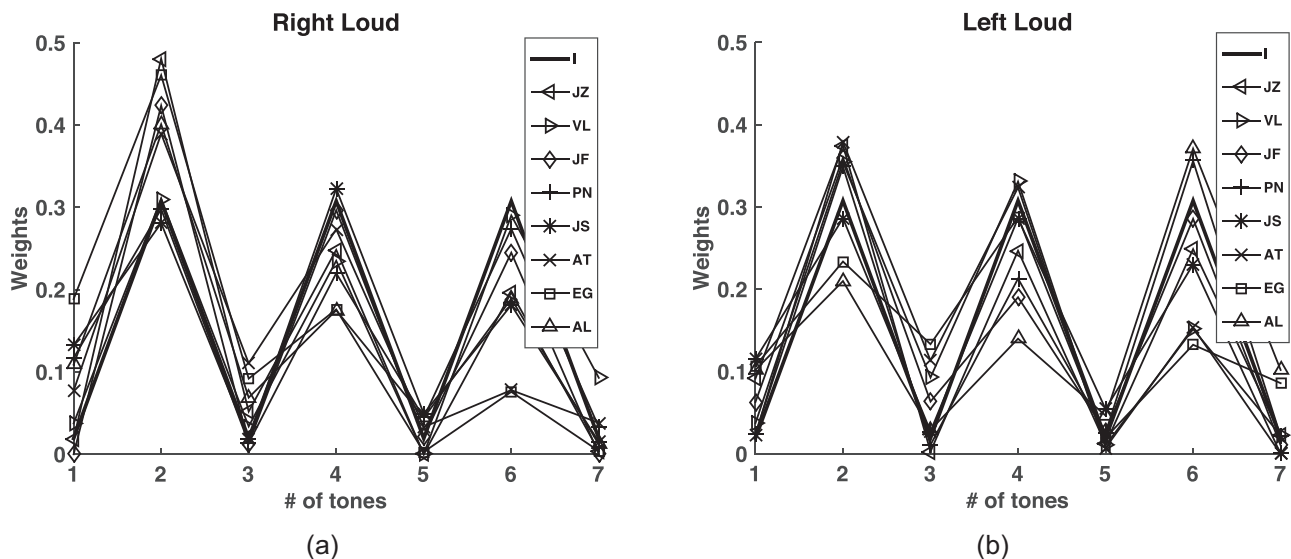 Right Loud
0.5
0.4
0.3
0.2
0.1
0
Weights
1 2 3 4 5 6 7
# of tones
I
JZ
VL
JF
PN
JS
AT
EG
AL
(a)
Left Loud
0.5
0.4
0.3
0.2
0.1
0
Weights
1 2 3 4 5 6 7
# of tones
I
JZ
VL
JF
PN
JS
AT
EG
AL
(b)